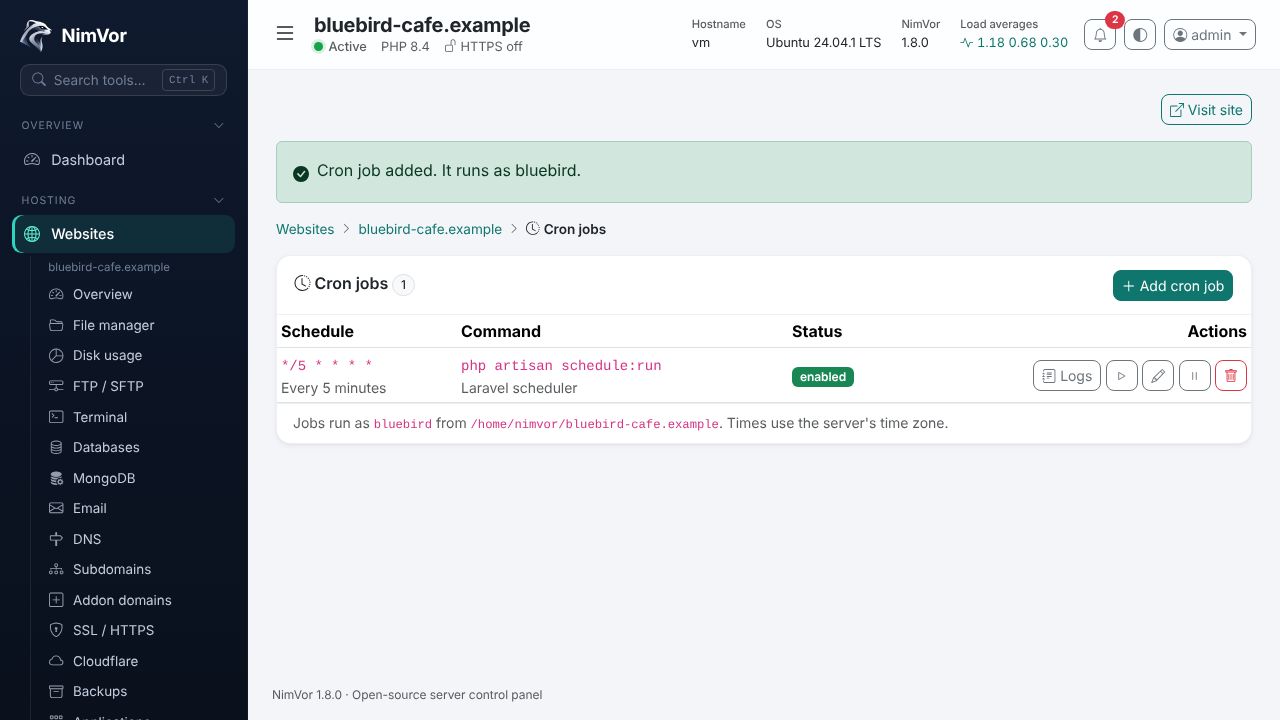 NimVor
Search tools... Ctrl K
OVERVIEW
Dashboard
HOSTING
Websites
bluebird-cafe.example
Overview
File manager
Disk usage
FTP / SFTP
Terminal
Databases
MongoDB
Email
DNS
Subdomains
Addon domains
SSL / HTTPS
Cloudflare
Backups
Applications
bluebird-cafe.example
Active PHP 8.4 HTTPS off
Hostname OS NimVor Load averages
vm Ubuntu 24.04.1 LTS 1.8.0 1.18 0.68 0.30
2
admin
Visit site
Cron job added. It runs as bluebird.
Websites > bluebird-cafe.example > Cron jobs
Cron jobs 1
+ Add cron job
Schedule Command Status Actions
*/5 * * * * php artisan schedule:run enabled Logs
Every 5 minutes Laravel scheduler
Jobs run as bluebird from /home/nimvor/bluebird-cafe.example. Times use the server's time zone.
NimVor 1.8.0 · Open-source server control panel